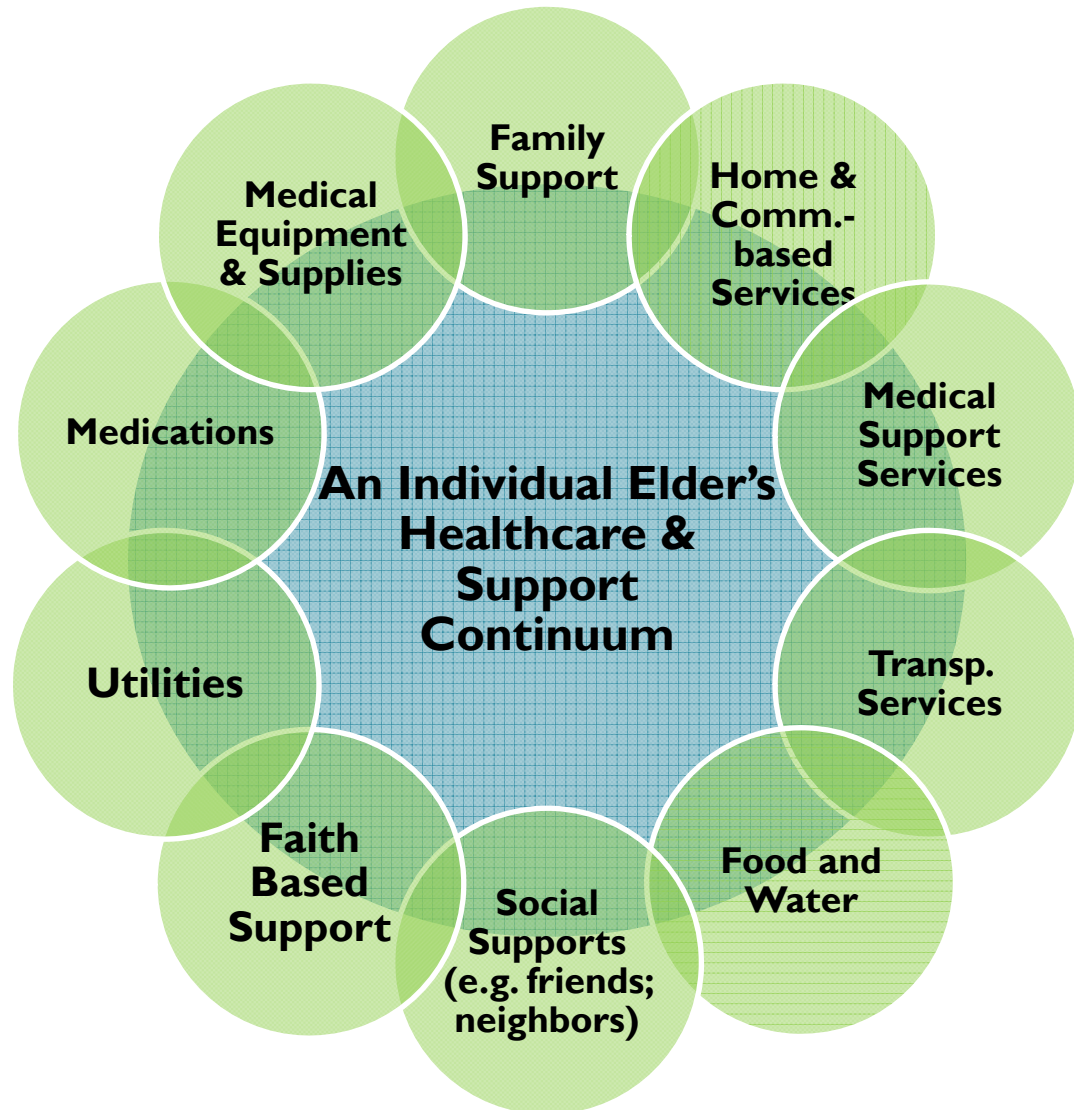 Family
Support
Home &
Comm.-
based
Services
Medical
Support
Services
Transp.
Services
Food and
Water
Social
Supports
(e.g. friends;
neighbors)
Faith
Based
Support
Utilities
Medications
Medical
Equipment
& Supplies
An Individual Elder’s
Healthcare &
Support
Continuum